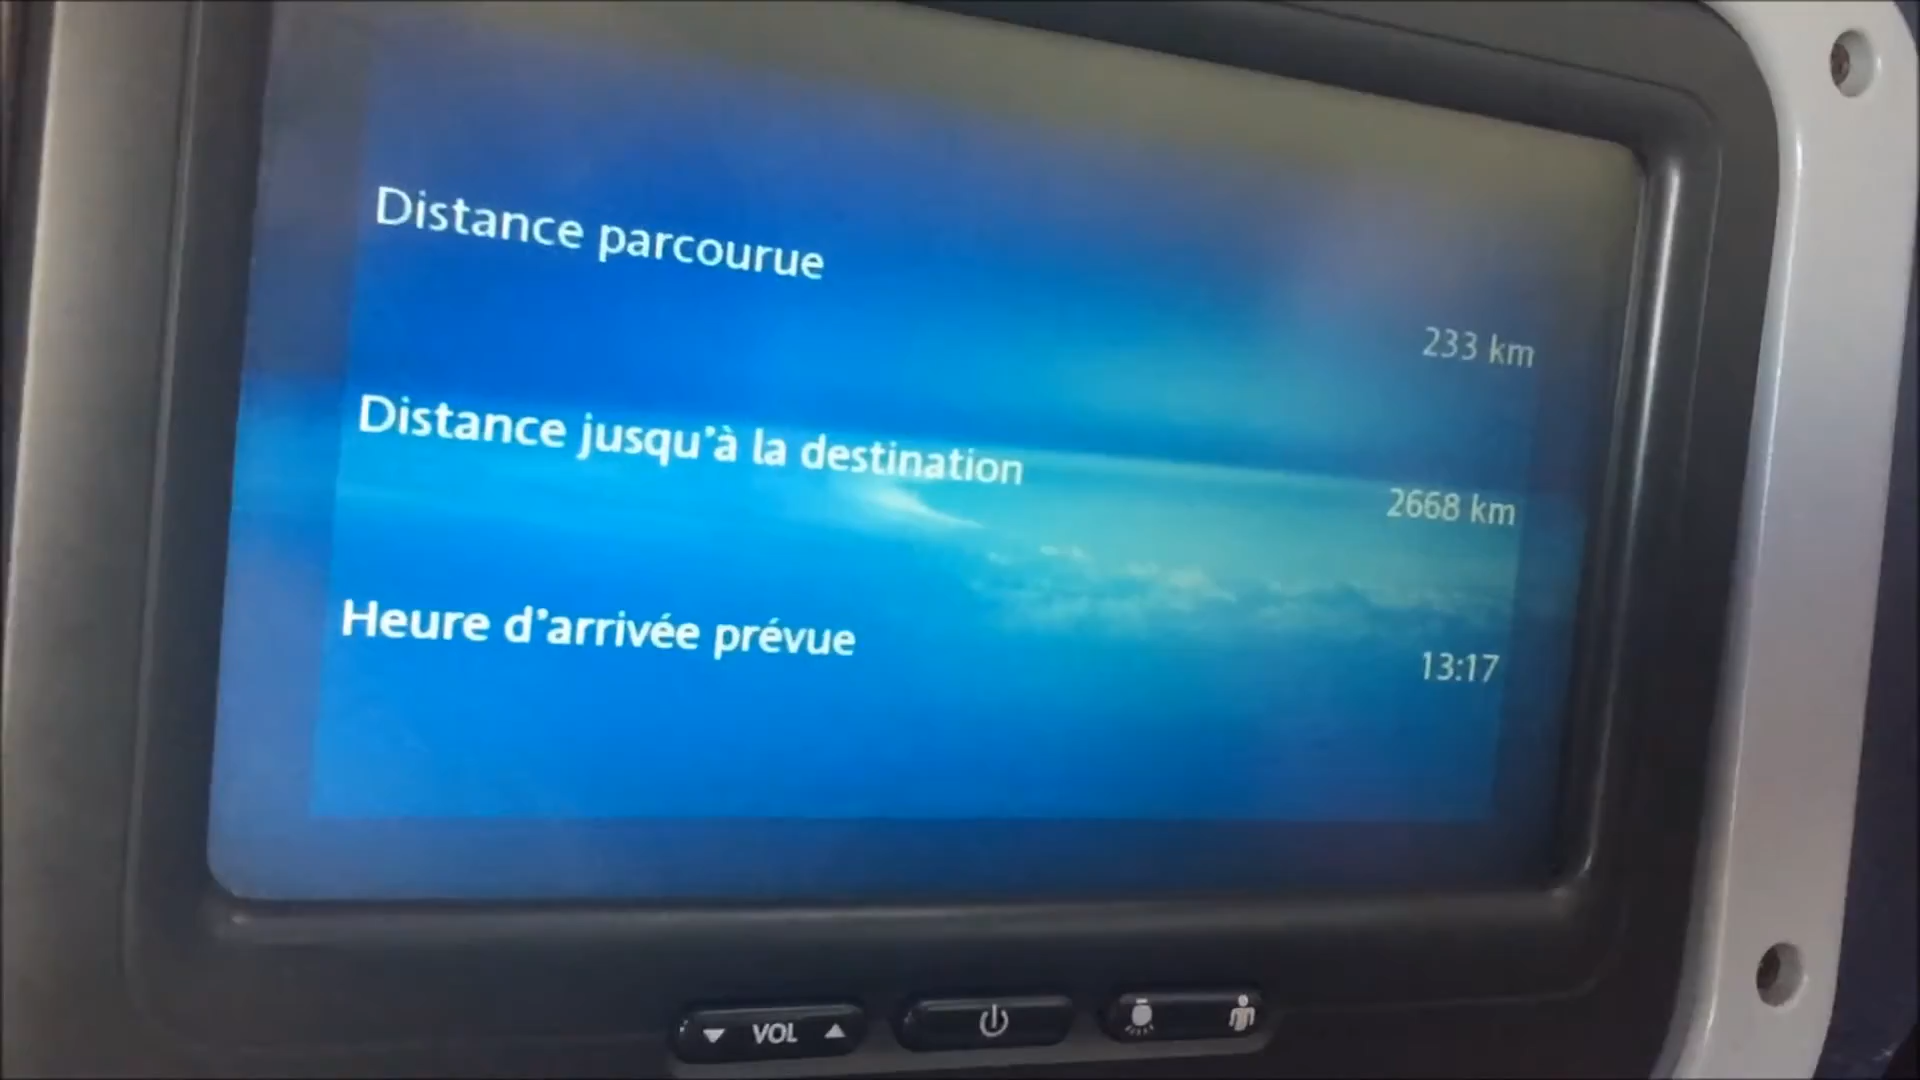 Distance parcourue
233 km
Distance jusqu'à la destination
2668 km
Heure d'arrivée prévue
13:17
VOL